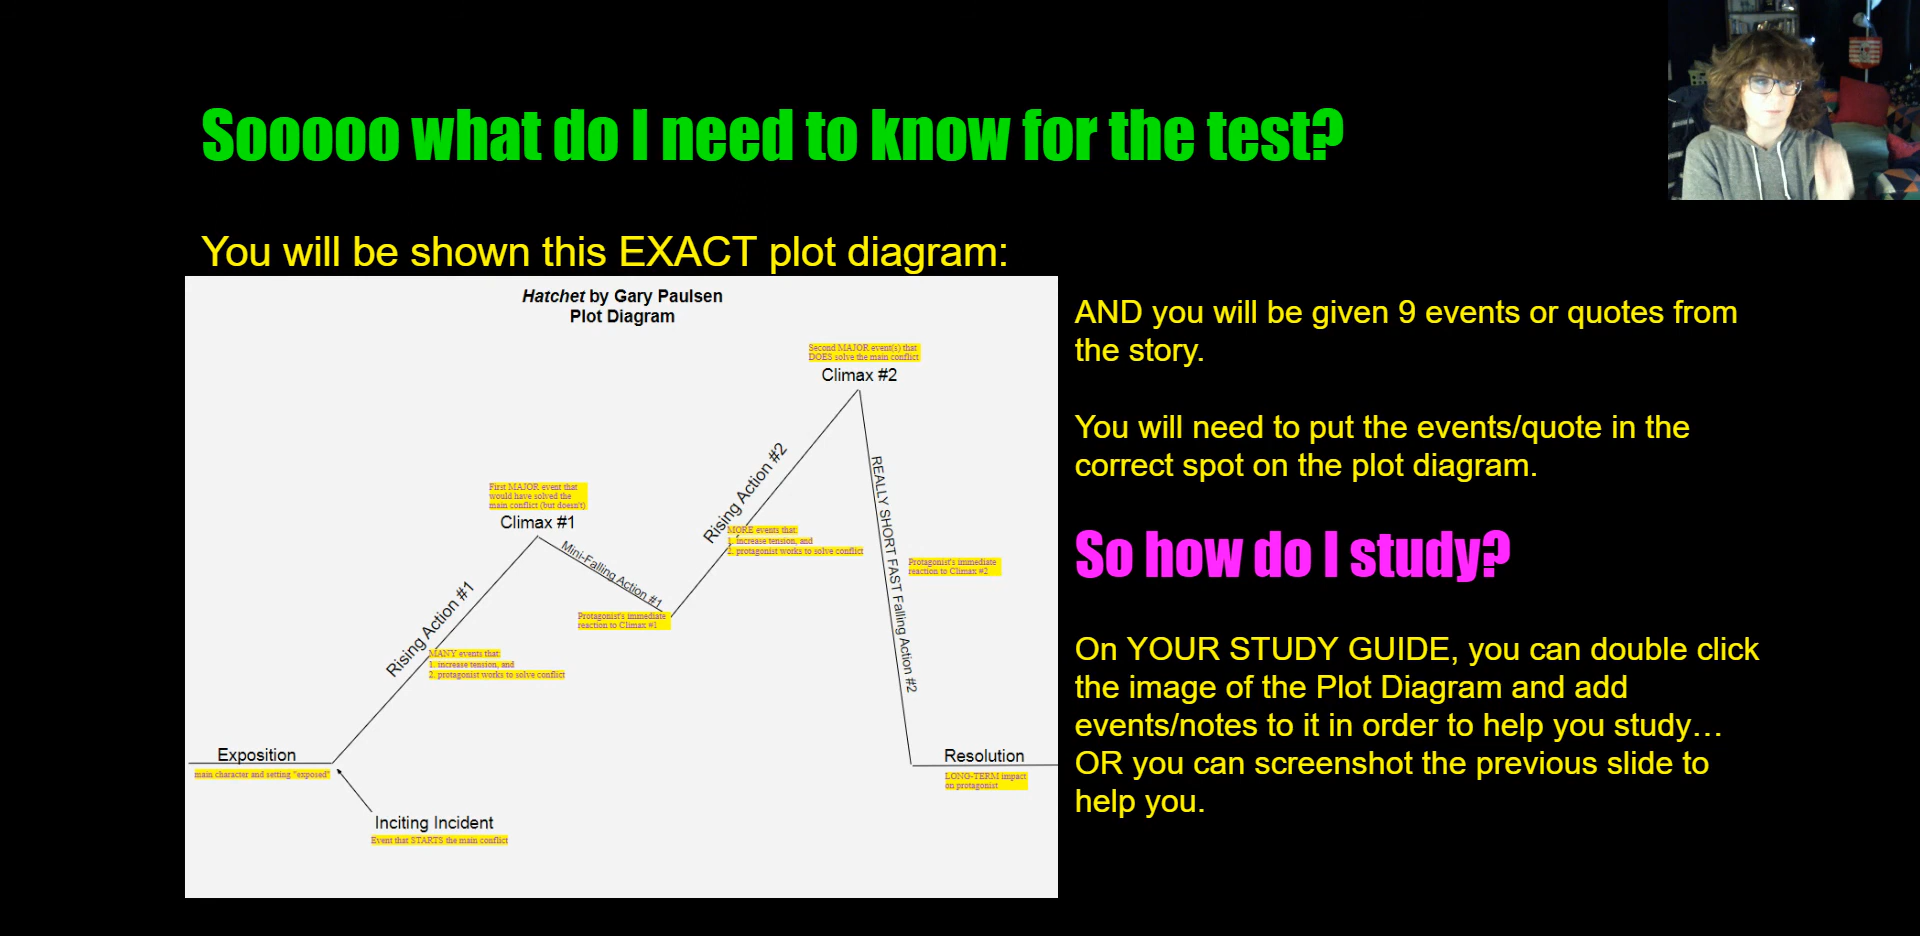 Sooooo what do I need to know for the test?
You will be shown this EXACT plot diagram:
Hatchet by Gary Paulsen
Plot Diagram
Second MAJOR event(s) that
DOES solve the main conflict
Climax #2
First MAJOR event that
would have solved the
main conflict (but doesn't)
Climax #1
Rising Action #2
MORE events that:
1. increase tension, and
2. protagonist works to solve conflict
Mini-Falling Action #1
Protagonist's immediate
reaction to Climax #1
REALLY SHORT FAST Falling Action #2
Protagonist's immediate
reaction to Climax #2
Rising Action #1
MANY events that:
1. increase tension, and
2. protagonist works to solve conflict
Exposition
main character and setting "exposed"
Inciting Incident
Event that STARTS the main conflict
Resolution
LONG-TERM impact
on protagonist
AND you will be given 9 events or quotes from
the story.
You will need to put the events/quote in the
correct spot on the plot diagram.
So how do I study?
On YOUR STUDY GUIDE, you can double click
the image of the Plot Diagram and add
events/notes to it in order to help you study…
OR you can screenshot the previous slide to
help you.